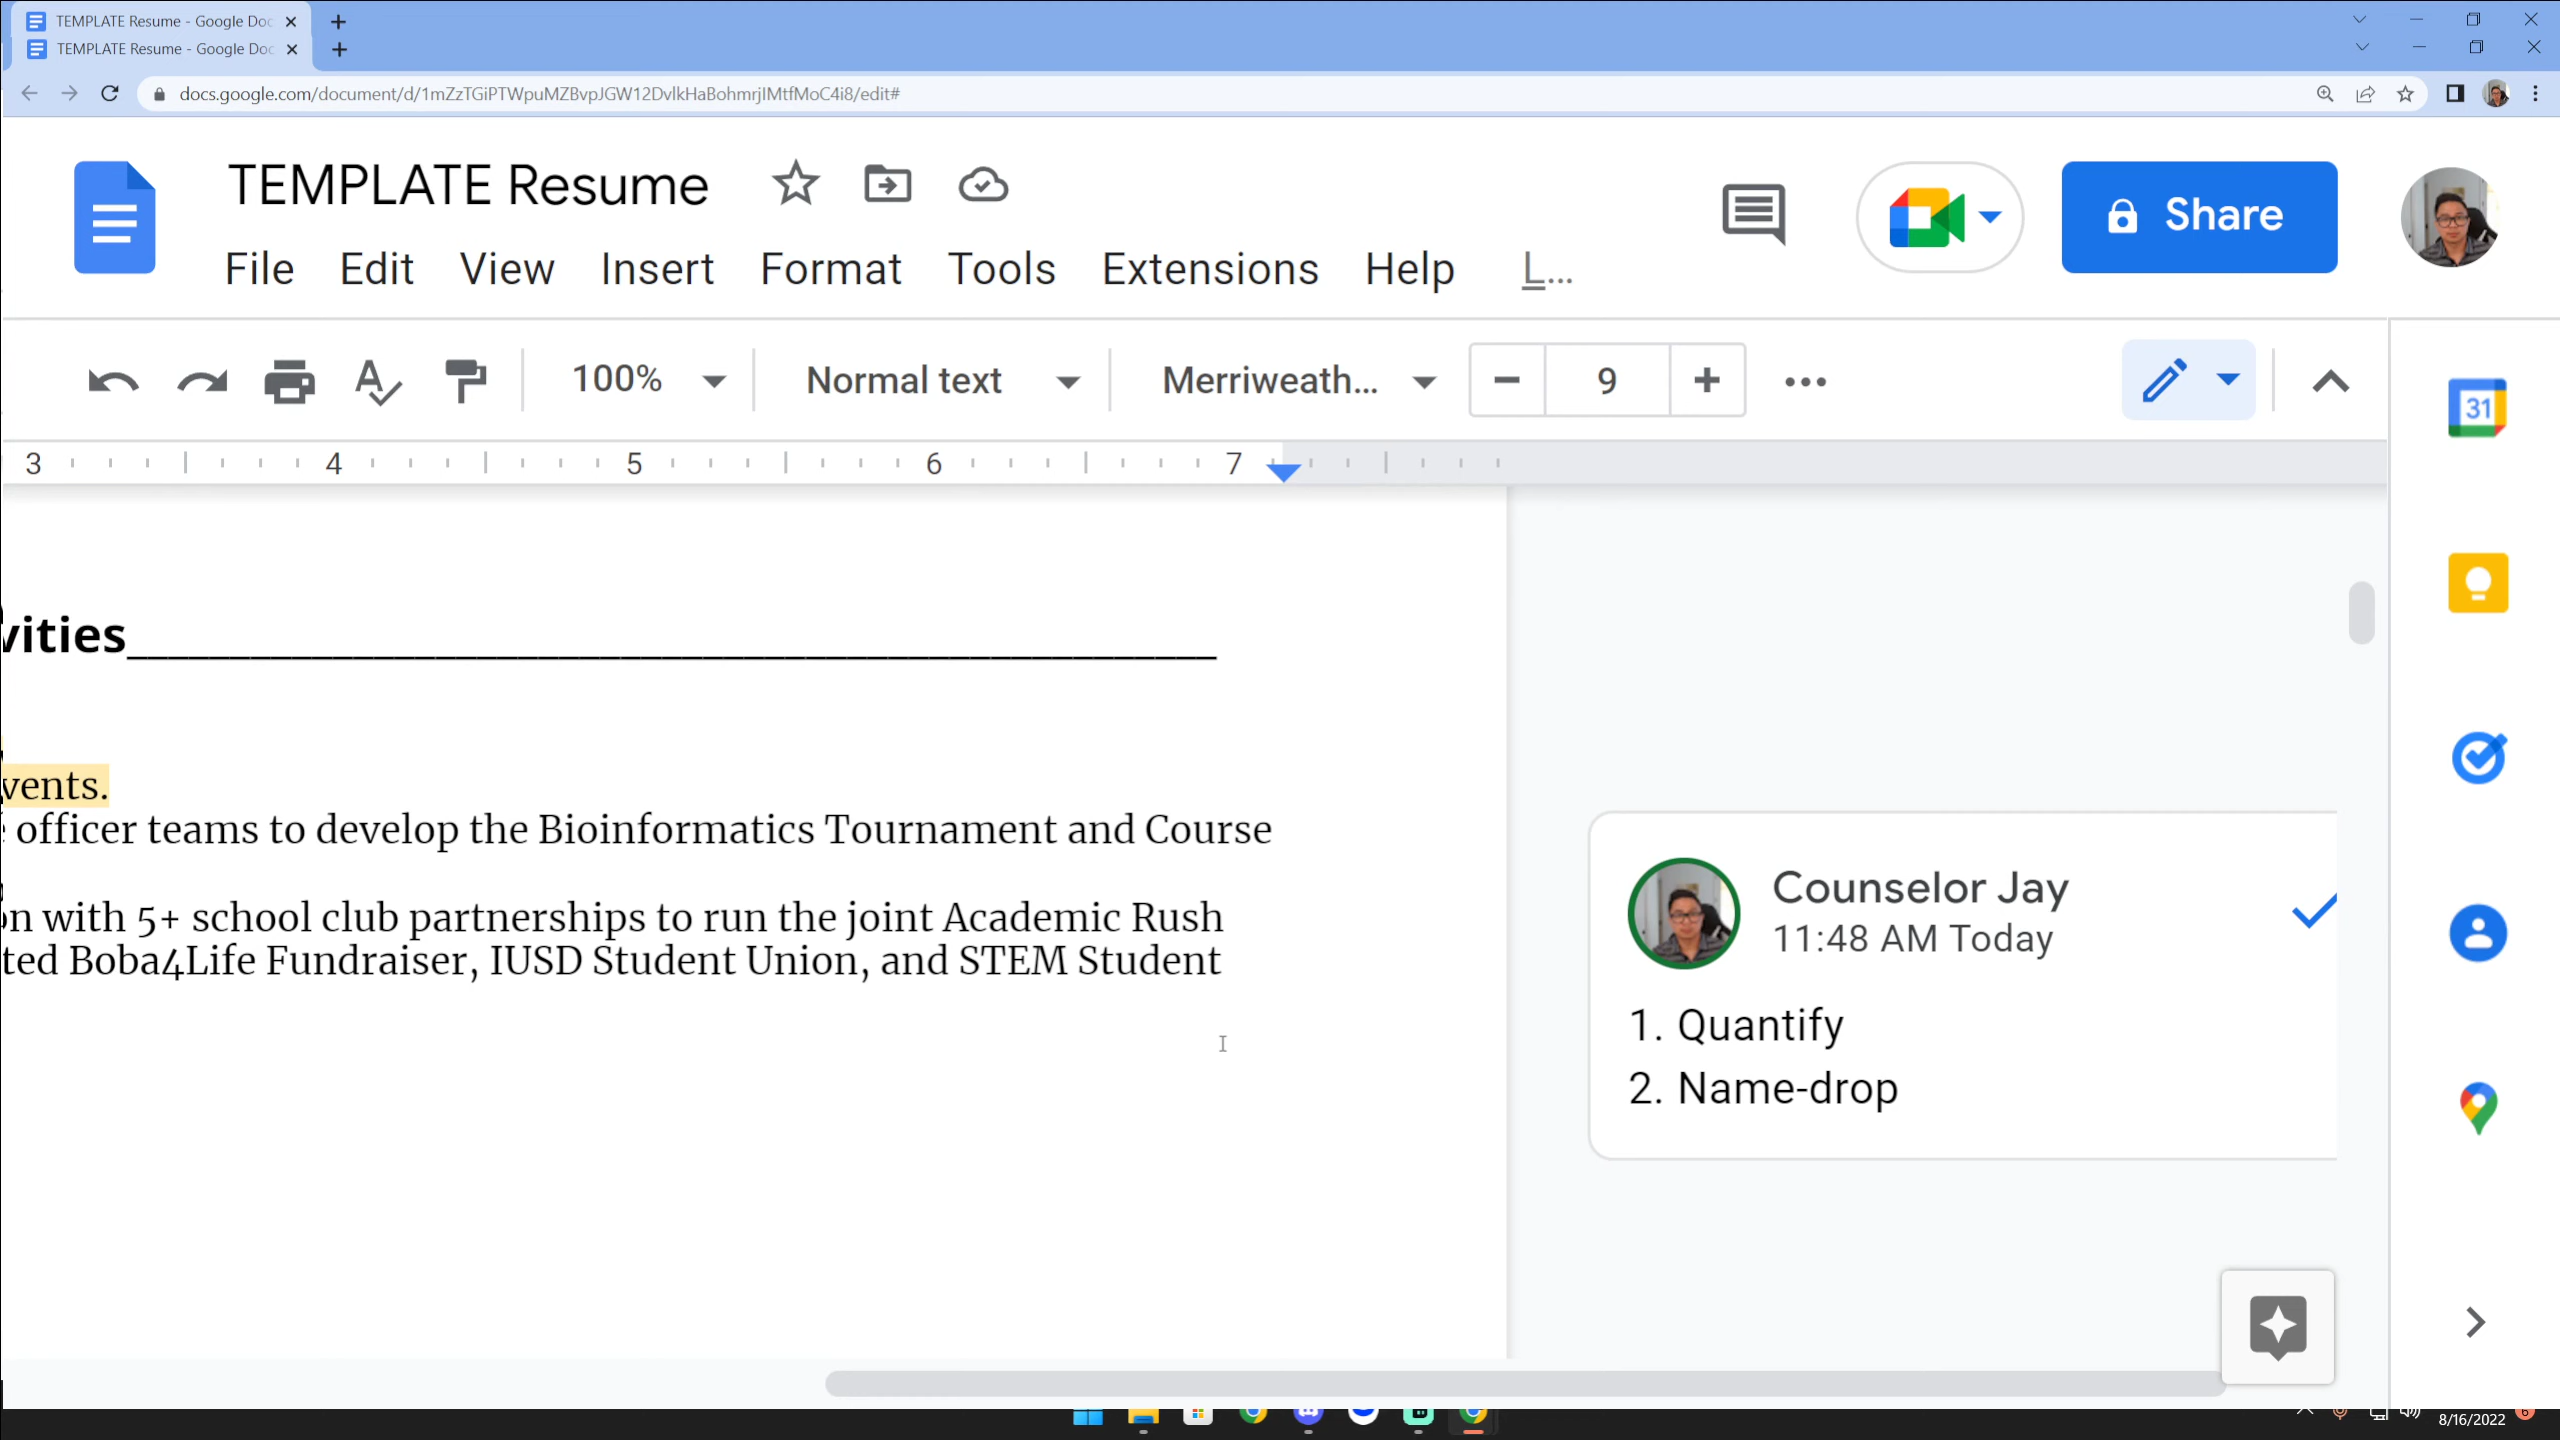 TEMPLATE Resume - Google Doc
TEMPLATE Resume - Google Doc
docs.google.com/document/d/1mZzTGiPTWpuMZBvpJGW12DvlkHaBohmrjIMtfMoC4i8/edit#
TEMPLATE Resume
File Edit View Insert Format Tools Extensions Help L...
Share
100% Normal text Merriweath... 9
31
3 4 5 6 7
vities
vents.
officer teams to develop the Bioinformatics Tournament and Course
on with 5+ school club partnerships to run the joint Academic Rush
ted Boba4Life Fundraiser, IUSD Student Union, and STEM Student
Counselor Jay
11:48 AM Today
1. Quantify
2. Name-drop
8/16/2022
6